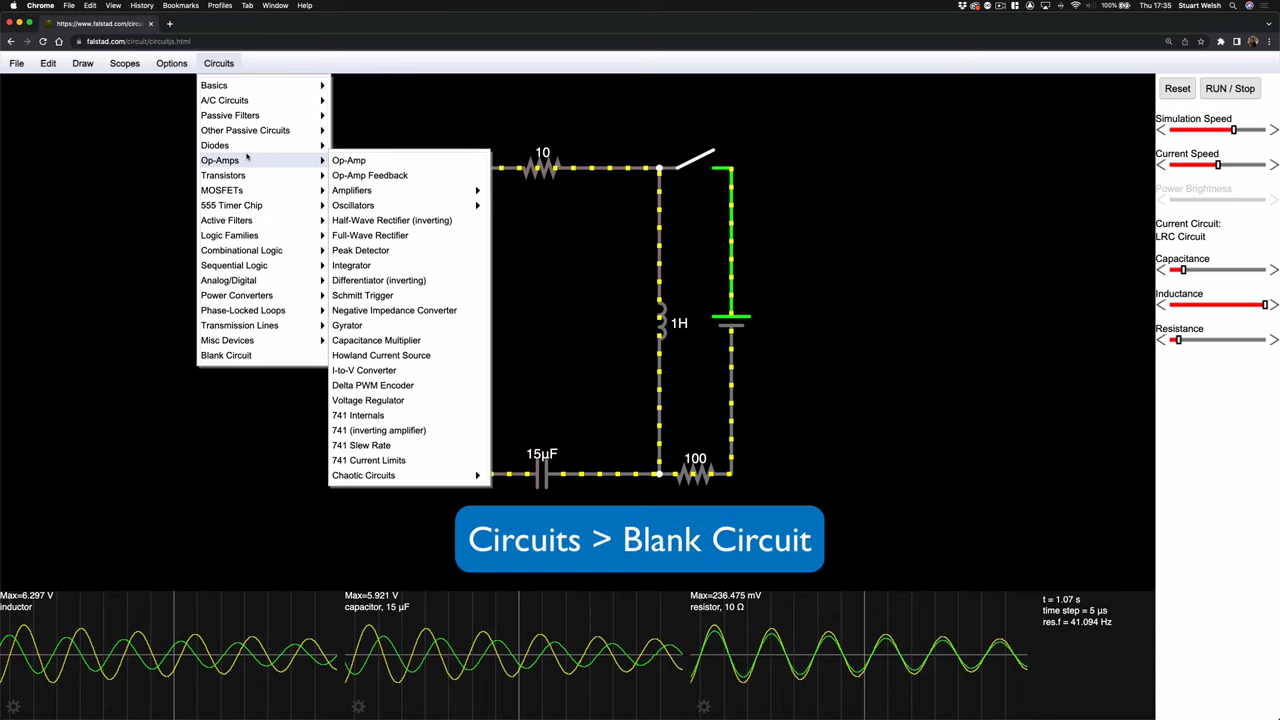 Chrome File Edit View History Bookmarks Profiles Tab Window Help 100% Thu 17:35 Stuart Welsh
https://www.falstad.com/circu
falstad.com/circuit/circuitjs.html
File Edit Draw Scopes Options Circuits
Basics
A/C Circuits
Passive Filters
Other Passive Circuits
Diodes
Op-Amps
Transistors
MOSFETs
555 Timer Chip
Active Filters
Logic Families
Combinational Logic
Sequential Logic
Analog/Digital
Power Converters
Phase-Locked Loops
Transmission Lines
Misc Devices
Blank Circuit
Op-Amp
Op-Amp Feedback
Amplifiers
Oscillators
Half-Wave Rectifier (inverting)
Full-Wave Rectifier
Peak Detector
Integrator
Differentiator (inverting)
Schmitt Trigger
Negative Impedance Converter
Gyrator
Capacitance Multiplier
Howland Current Source
I-to-V Converter
Delta PWM Encoder
Voltage Regulator
741 Internals
741 (inverting amplifier)
741 Slew Rate
741 Current Limits
Chaotic Circuits
10
1H
15μF
100
Reset RUN / Stop
Simulation Speed
Current Speed
Power Brightness
Current Circuit:
LRC Circuit
Capacitance
Inductance
Resistance
Circuits > Blank Circuit
Max=6.297 V
inductor
Max=5.921 V
capacitor, 15 μF
Max=236.475 mV
resistor, 10 Ω
t = 1.07 s
time step = 5 μs
res.f = 41.094 Hz